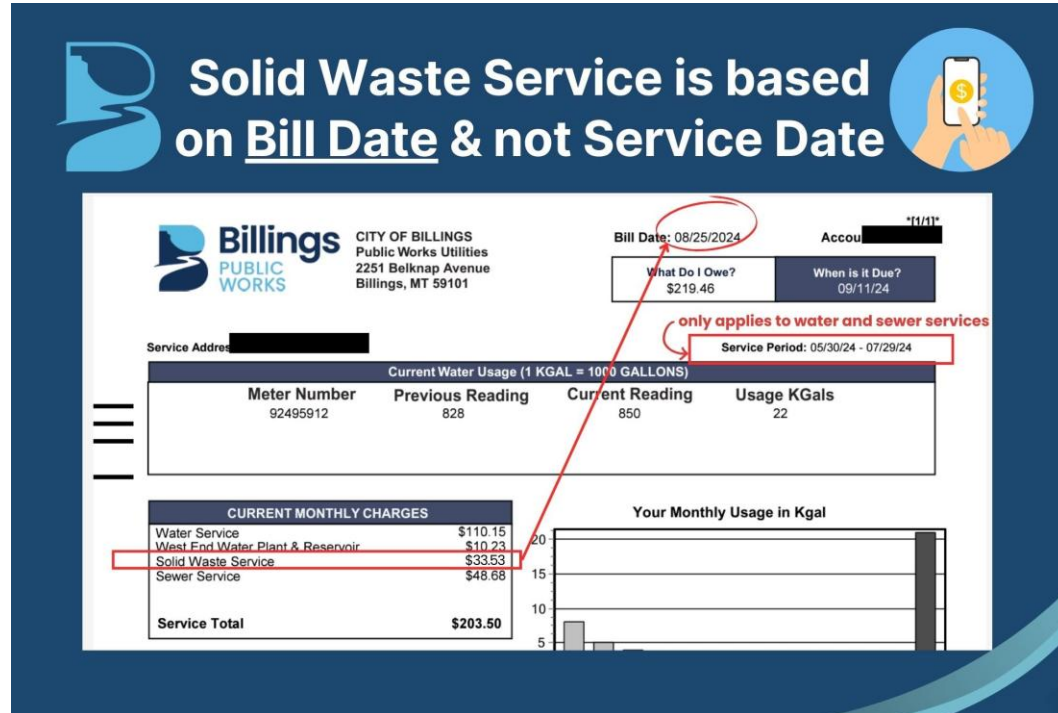 Solid Waste Service is based
on Bill Date & not Service Date
$
*[1/1]*
Billings
PUBLIC
WORKS
CITY OF BILLINGS
Public Works Utilities
2251 Belknap Avenue
Billings, MT 59101
Bill Date: 08/25/2024
Accou
What Do I Owe?
$219.46
When is it Due?
09/11/24
only applies to water and sewer services
Service Addre
Service Period: 05/30/24 - 07/29/24
Current Water Usage (1 KGAL = 1000 GALLONS)
Meter Number Previous Reading Current Reading Usage KGals
92495912 828 850 22
CURRENT MONTHLY CHARGES
Water Service $110.15
West End Water Plant & Reservoir $10.23
Solid Waste Service $33.53
Sewer Service $48.68
Service Total $203.50
Your Monthly Usage in Kgal
20
15
10
5